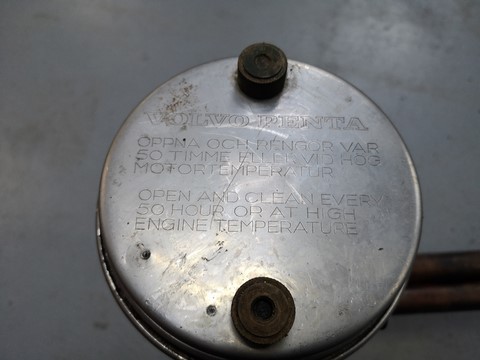 VOLVO PENTA
ÖPPNA OCH RENGÖR VAR
50 TIMME ELLER VID HÖG
MOTORTEMPERATUR
OPEN AND CLEAN EVERY
50 HOUR OR AT HIGH
ENGINE TEMPERATURE